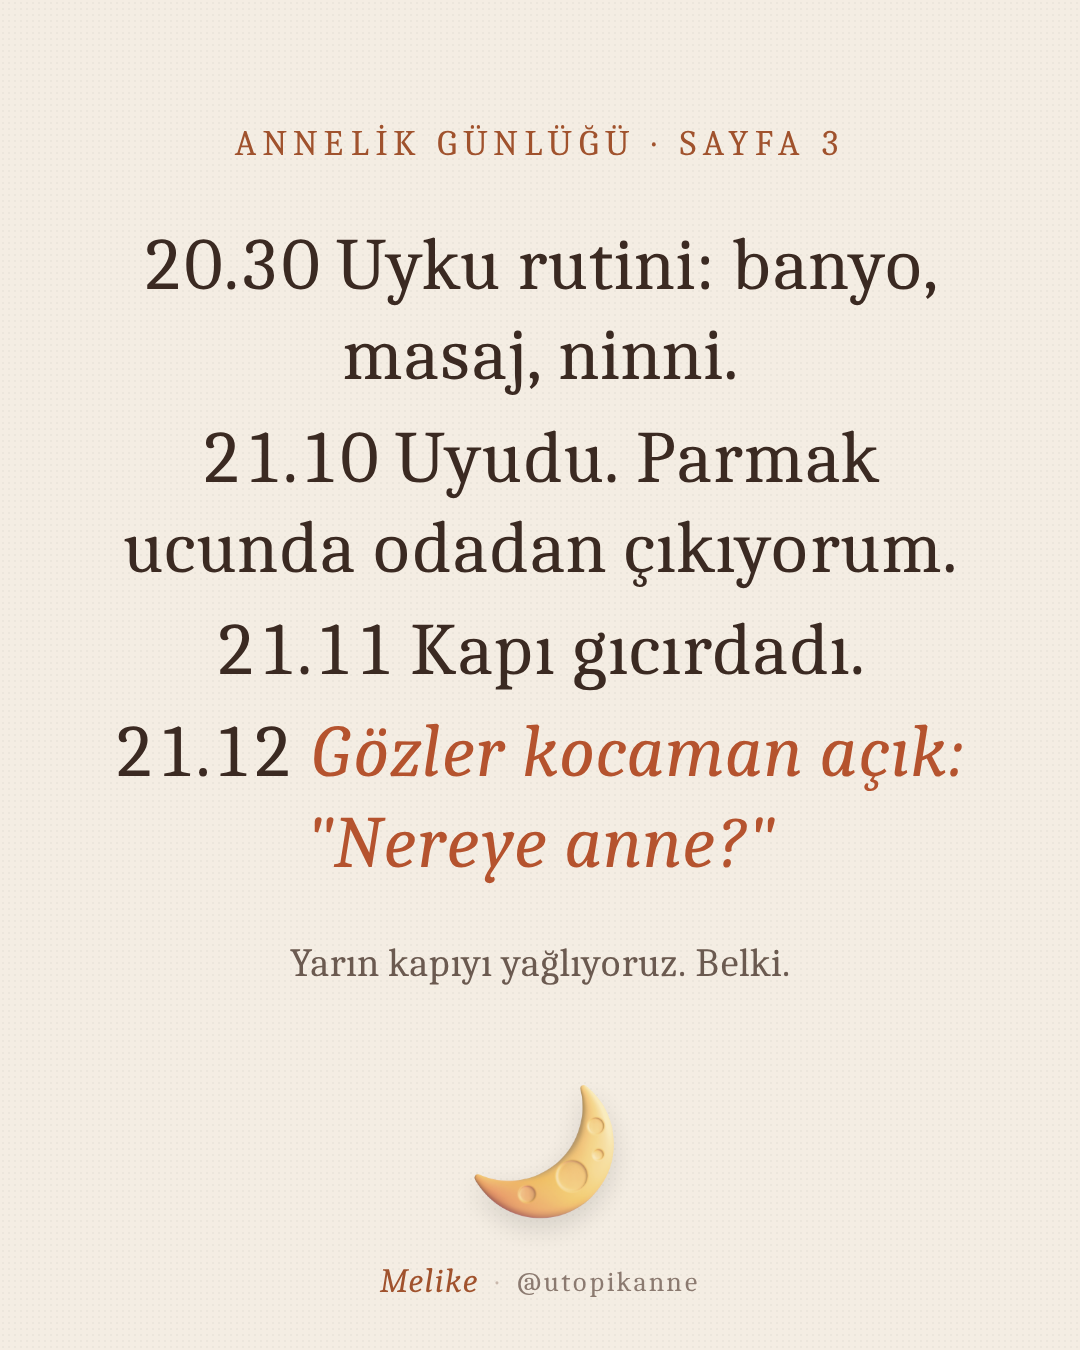 ANNELİK GÜNLÜĞÜ · SAYFA 3
20.30 Uyku rutini: banyo,
masaj, ninni.
21.10 Uyudu. Parmak
ucunda odadan çıkıyorum.
21.11 Kapı gıcırdadı.
21.12 Gözler kocaman açık:
"Nereye anne?"
Yarın kapıyı yağlıyoruz. Belki.
Melike · @utopikanne